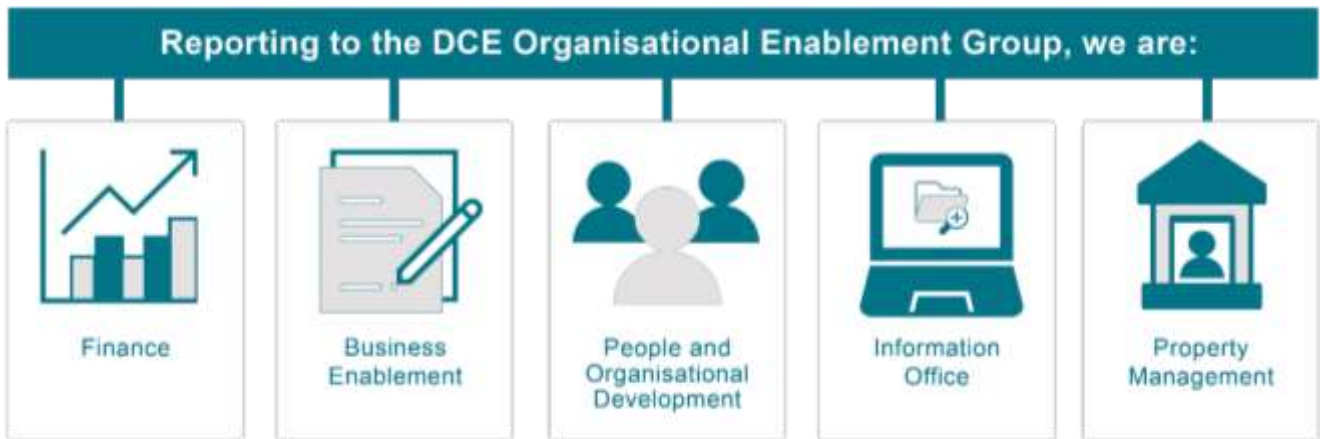 Reporting to the DCE Organisational Enablement Group, we are:
Finance
Business
Enablement
People and
Organisational
Development
Information
Office
Property
Management